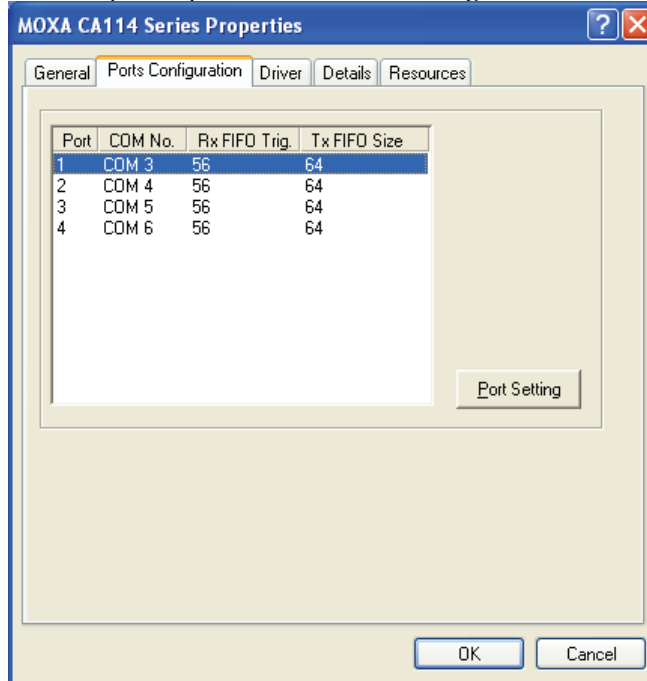 MOXA CA114 Series Properties
General Ports Configuration Driver Details Resources
Port COM No. Rx FIFO Trig. Tx FIFO Size
1 COM 3 56 64
2 COM 4 56 64
3 COM 5 56 64
4 COM 6 56 64
Port Setting
OK Cancel